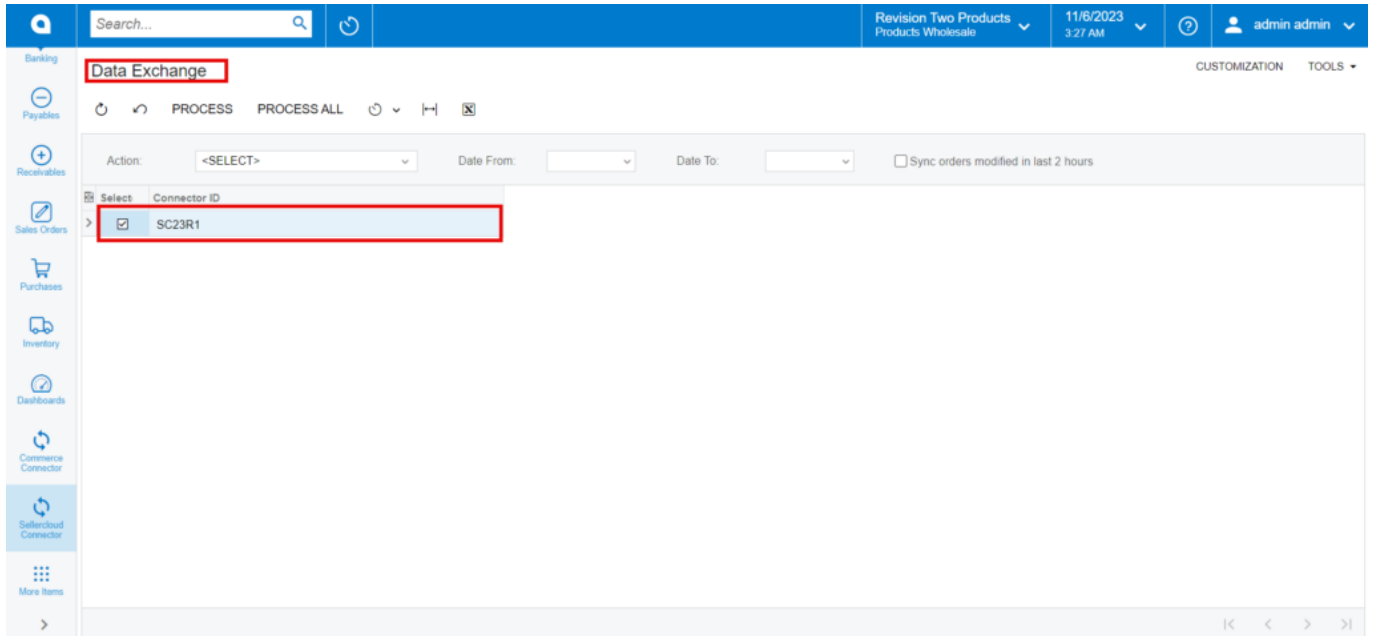 Search...
Revision Two Products
Products Wholesale
11/6/2023
3:27 AM
admin admin
Banking
Payables
Receivables
Sales Orders
Purchases
Inventory
Dashboards
Commerce
Connector
Sellercloud
Connector
More Items
Data Exchange
CUSTOMIZATION
TOOLS
PROCESS
PROCESS ALL
Action:
<SELECT>
Date From:
Date To:
Sync orders modified in last 2 hours
Select
Connector ID
SC23R1